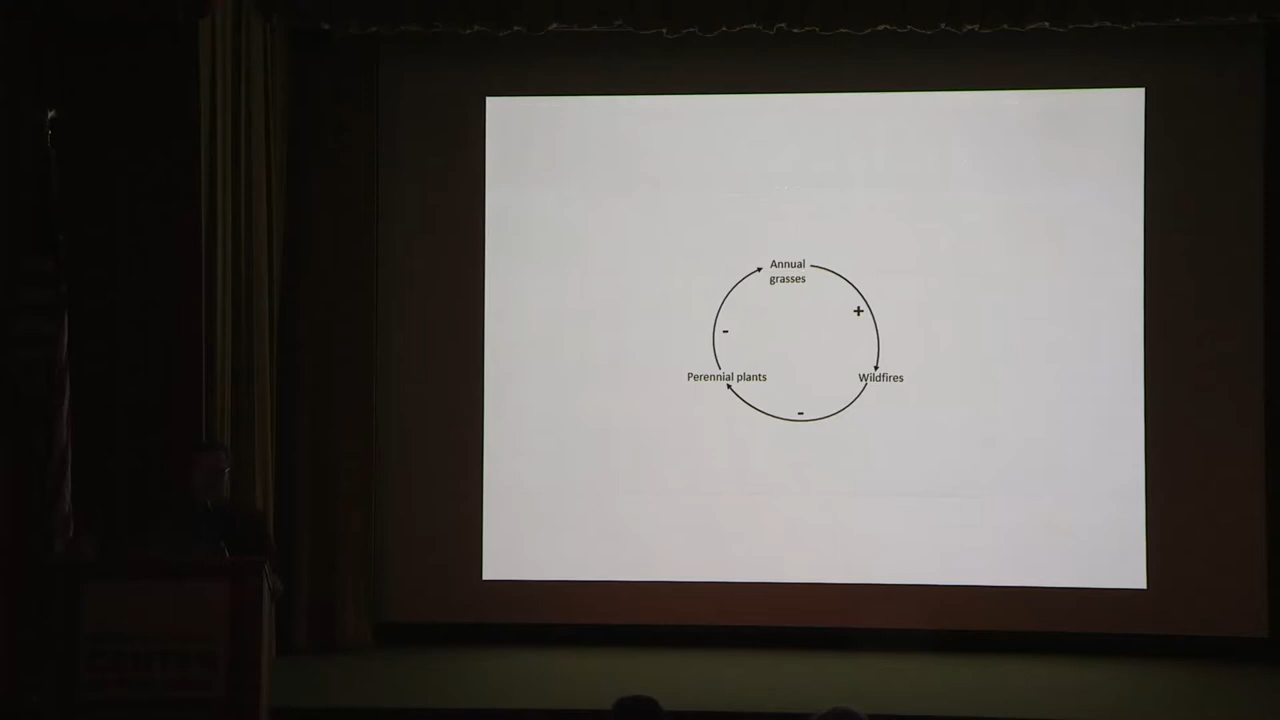 Annual
grasses
+
-
Perennial plants
Wildfires
-